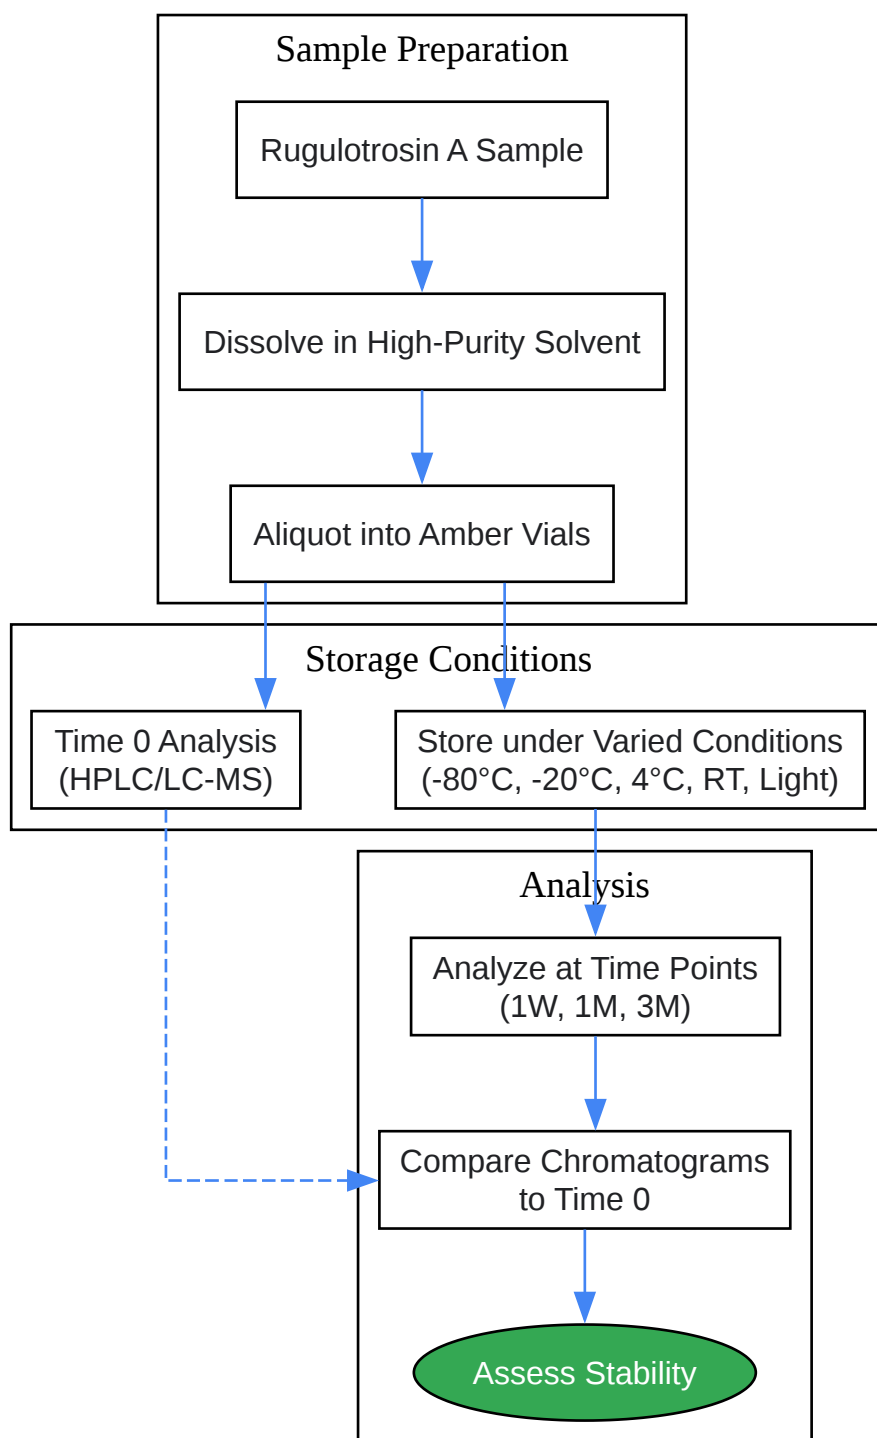 Sample Preparation
Rugulotrosin A Sample
Dissolve in High-Purity Solvent
Aliquot into Amber Vials
Storage Conditions
Time 0 Analysis
(HPLC/LC-MS)
Store under Varied Conditions
(-80°C, -20°C, 4°C, RT, Light)
Analysis
Analyze at Time Points
(1W, 1M, 3M)
Compare Chromatograms
to Time 0
Assess Stability